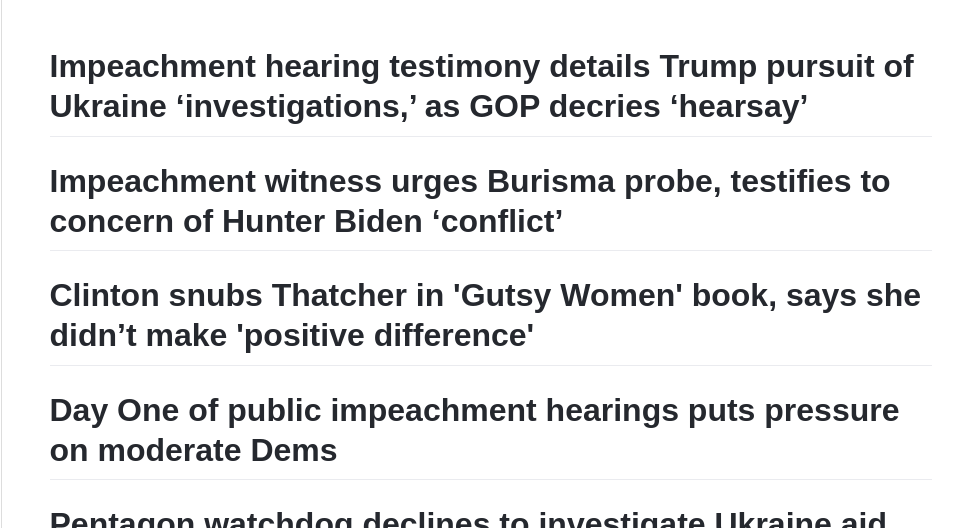 Impeachment hearing testimony details Trump pursuit of
Ukraine ‘investigations,’ as GOP decries ‘hearsay’
Impeachment witness urges Burisma probe, testifies to
concern of Hunter Biden ‘conflict’
Clinton snubs Thatcher in 'Gutsy Women' book, says she
didn’t make 'positive difference'
Day One of public impeachment hearings puts pressure
on moderate Dems
Pentagon watchdog declines to investigate Ukraine aid